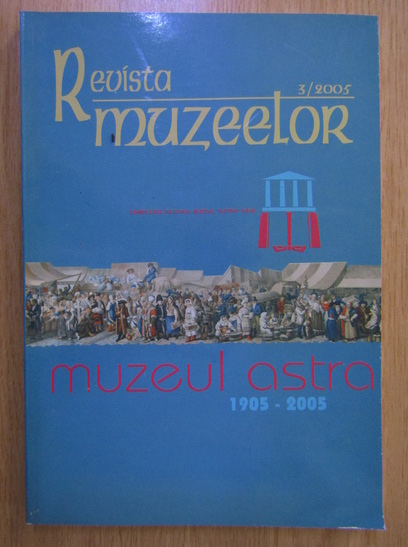 Revista
3/2005
muzeelor
muzeul astra
1905 - 2005